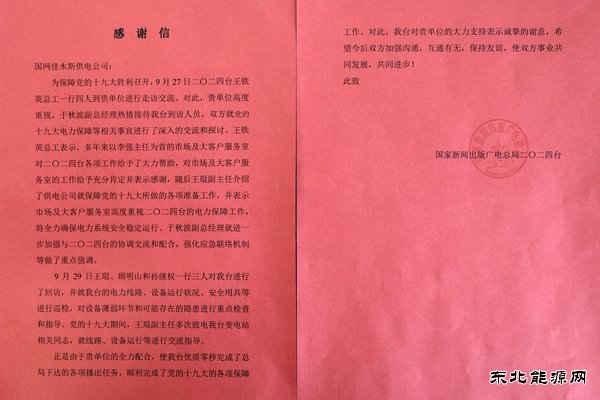 感谢信
国网佳木斯供电公司：
为保障党的十九大胜利召开，9月27日二〇二四台王铁
英总工一行四人到贵单位进行走访交流。对此，贵单位高度
重视，于秋波副总经理热情接待我台到访人员，双方就党的
十九大电力保障等相关事宜进行了深入的交流和探讨。王铁
英总工表示，多年来以李强主任为首的市场及大客户服务室
对二〇二四台各项工作给予了大力帮助，对市场及大客户服
务室的工作给予充分肯定并表示感谢，随后王琨副主任介绍
了供电公司就保障党的十九大所做的各项准备工作，并表示
市场及大客户服务室高度重视二〇二四台的电力保障工作，
将全力确保电力系统安全稳定运行。于秋波副总经理就进一
步加强与二〇二四台的协调交流和配合，强化应急联络机制
等做了重点强调。
9月29日王琨、顾明山和孙继权一行三人对我台进行
了回访，并就我台的电力线路、设备运行状况、安全用具等
进行巡检，对设备薄弱环节和可能存在的隐患进行重点检查
和指导。党的十九大期间，王琨副主任多次致电我台变电站
相关同志，就线路、设备运行等进行交流指导。
正是由于贵单位的全力配合，使我台优质零秒完成了总
局下达的各项播出任务，顺利完成了党的十九大的各项保障
工作。对此，我台对贵单位的大力支持表示诚挚的谢意，希
望今后双方加强沟通，互通有无，保持友谊，使双方事业共
同发展，共同进步！
此致
国家新闻出版广电总局二〇二四台
东北能源网